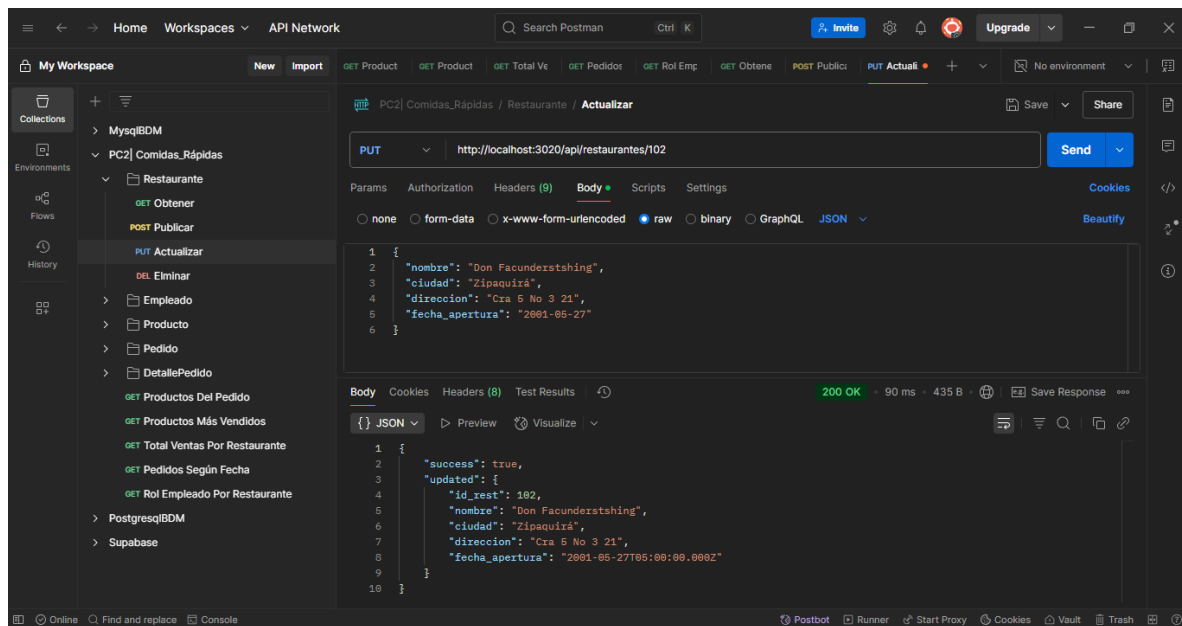 Home Workspaces API Network Search Postman Ctrl K Invite Upgrade
My Workspace New Import
GET Product GET Product GET Total Ve GET Pedidos GET Rol Emp GET Obtene POST Public PUT Actuali No environment
Collections
Environments
Flows
History
MysqlBDM
PC2| Comidas_Rápidas
Restaurante
GET Obtener
POST Publicar
PUT Actualizar
DEL Elminar
Empleado
Producto
Pedido
DetallePedido
GET Productos Del Pedido
GET Productos Más Vendidos
GET Total Ventas Por Restaurante
GET Pedidos Según Fecha
GET Rol Empleado Por Restaurante
PostgresqlBDM
Supabase
HTTP PC2| Comidas_Rápidas / Restaurante / Actualizar Save Share
PUT http://localhost:3020/api/restaurantes/102 Send
Params Authorization Headers (9) Body Scripts Settings Cookies
none form-data x-www-form-urlencoded raw binary GraphQL JSON Beautify
1 {
2 "nombre": "Don Facunderstshing",
3 "ciudad": "Zipaquirá",
4 "direccion": "Cra 5 No 3 21",
5 "fecha_apertura": "2001-05-27"
6 }
Body Cookies Headers (8) Test Results 200 OK 90 ms 435 B Save Response
{} JSON Preview Visualize
1 {
2 "success": true,
3 "updated": {
4 "id_rest": 102,
5 "nombre": "Don Facunderstshing",
6 "ciudad": "Zipaquirá",
7 "direccion": "Cra 5 No 3 21",
8 "fecha_apertura": "2001-05-27T05:00:00.000Z"
9 }
10 }
Online Find and replace Console Postbot Runner Start Proxy Cookies Vault Trash